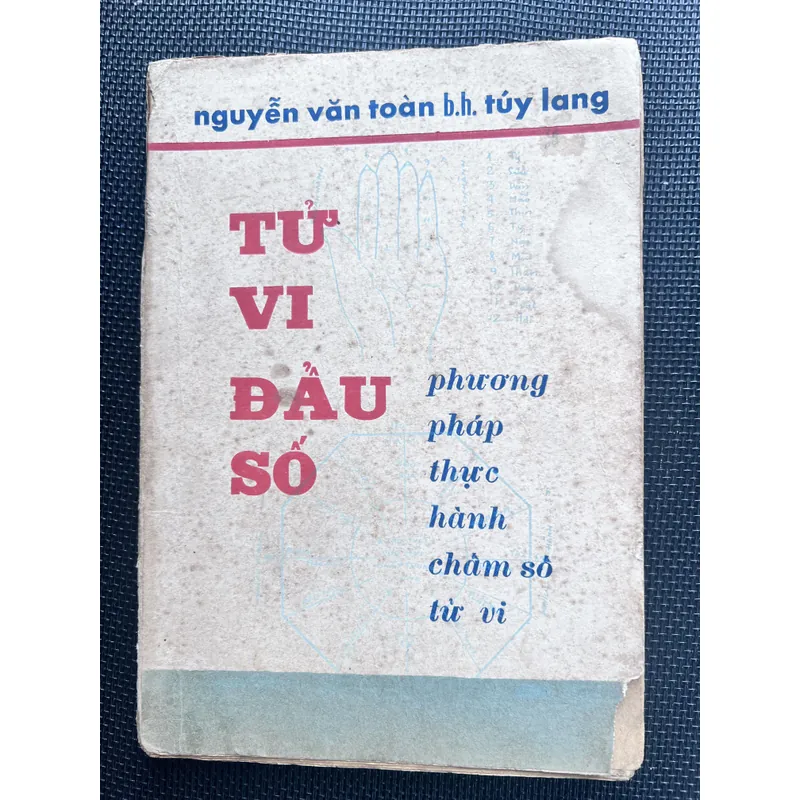 nguyễn văn toàn b.h. túy lang
TỬ
VI
ĐẨU
SỐ
phương
pháp
thực
hành
chấm số
tử vi